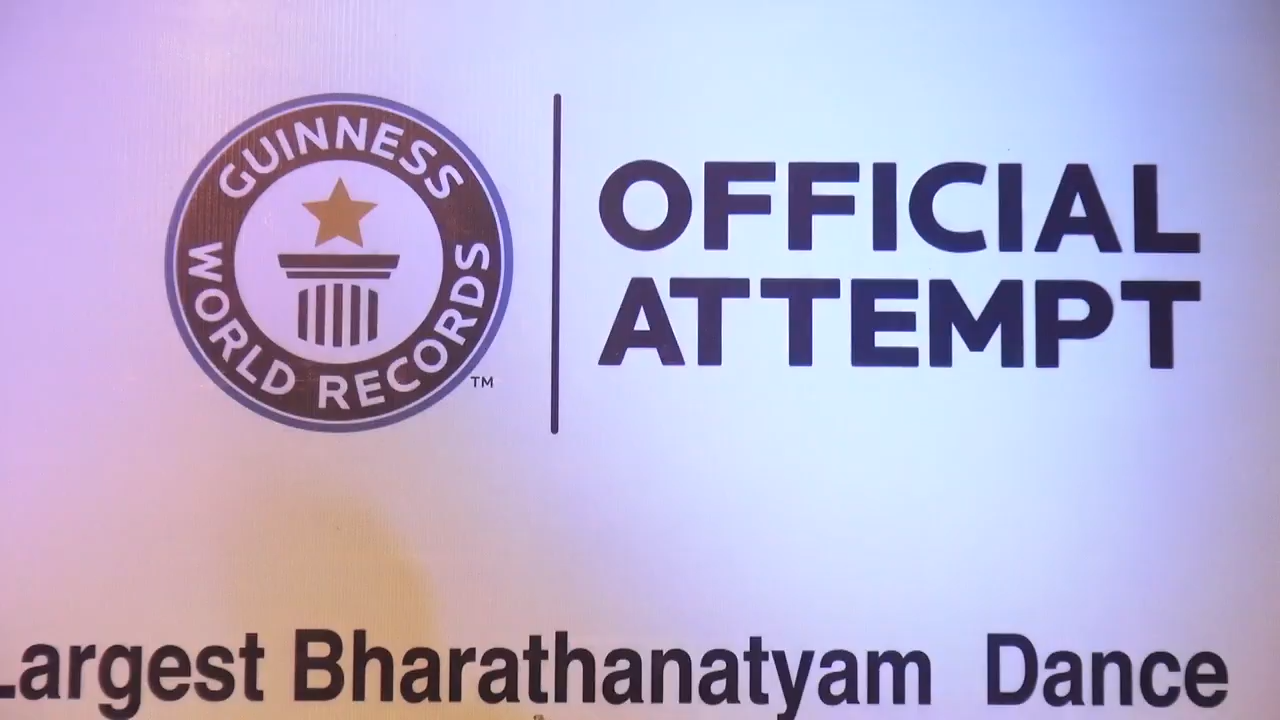 GUINNESS
WORLD RECORDS
TM
OFFICIAL
ATTEMPT
Largest Bharathanatyam Dance